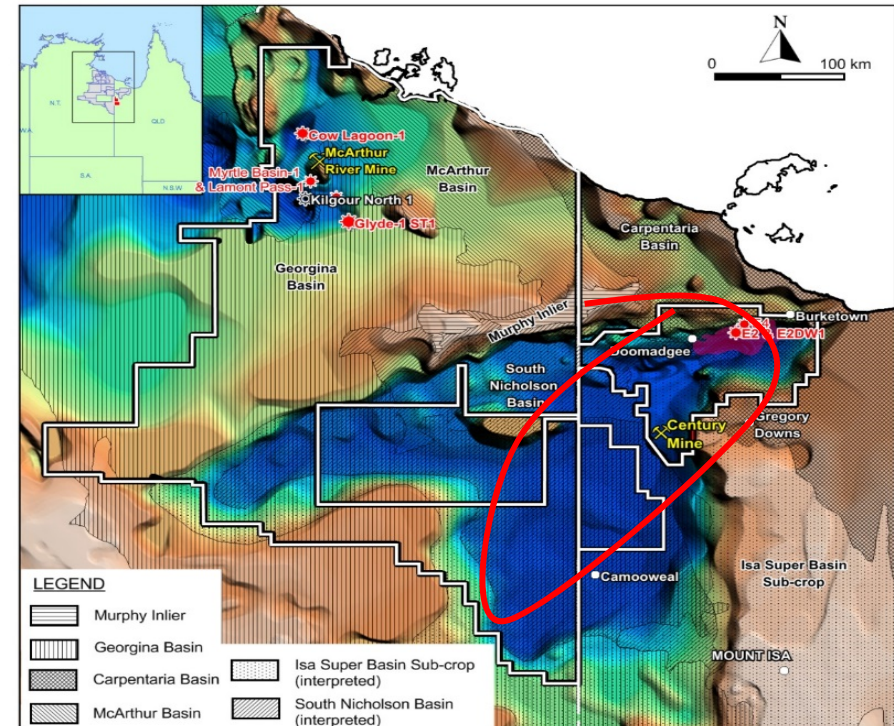 N
0 100 km
N.T.
QLD
W.A.
S.A.
N.S.W
Cow Lagoon-1
McArthur
River Mine
Myrtle Basin-1
& Lamont Pass-1
Kilgour North 1
Glyde-1 ST1
McArthur
Basin
Carpentaria
Basin
Georgina
Basin
Murphy Inlier
Burketown
E4
E2 E2DW1
Doomadgee
South
Nicholson
Basin
Gregory
Downs
Century
Mine
Isa Super Basin
Sub-crop
Camooweal
MOUNT ISA
LEGEND
Murphy Inlier
Georgina Basin
Carpentaria Basin
McArthur Basin
Isa Super Basin Sub-crop
(interpreted)
South Nicholson Basin
(interpreted)